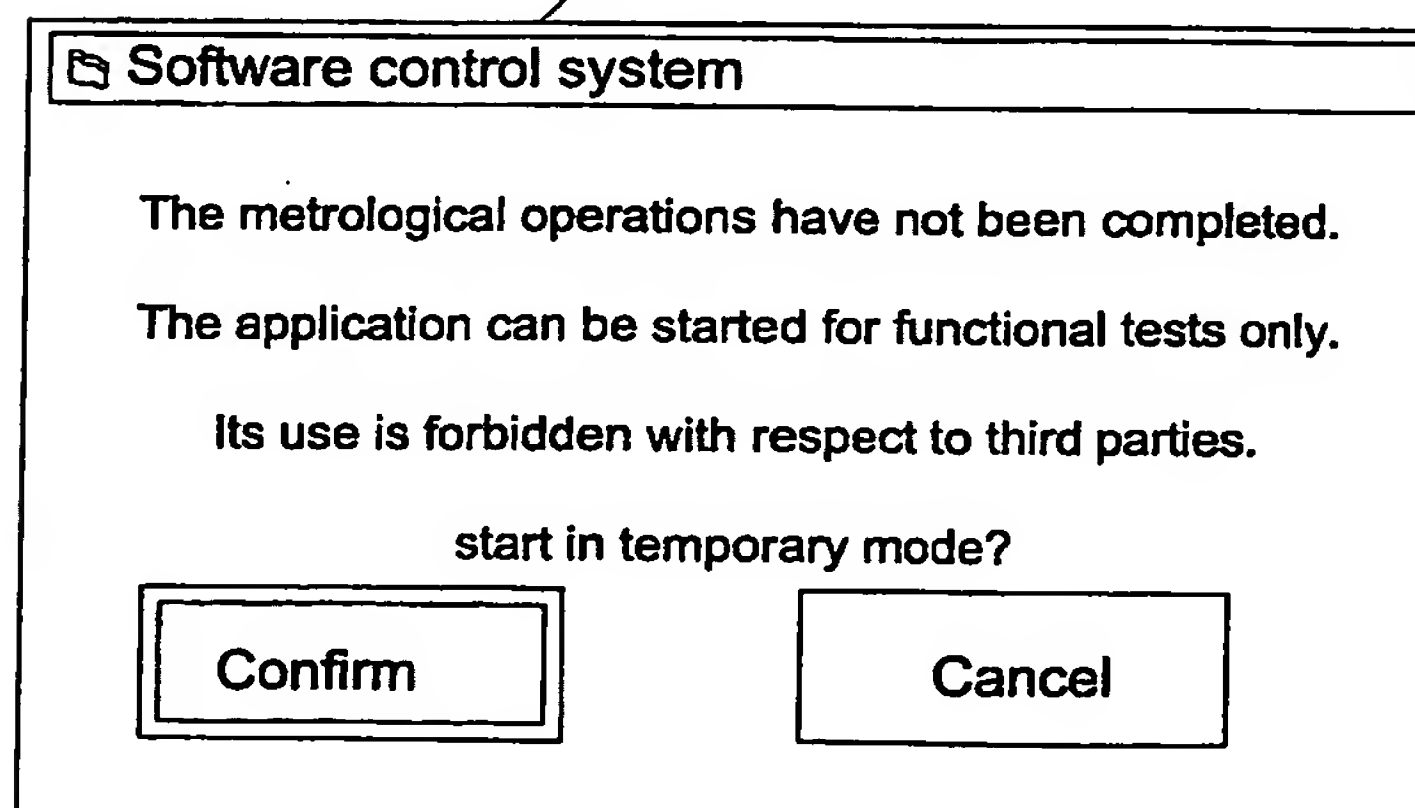 Software control system
The metrological operations have not been completed.
The application can be started for functional tests only.
Its use is forbidden with respect to third parties.
start in temporary mode?
Confirm Cancel